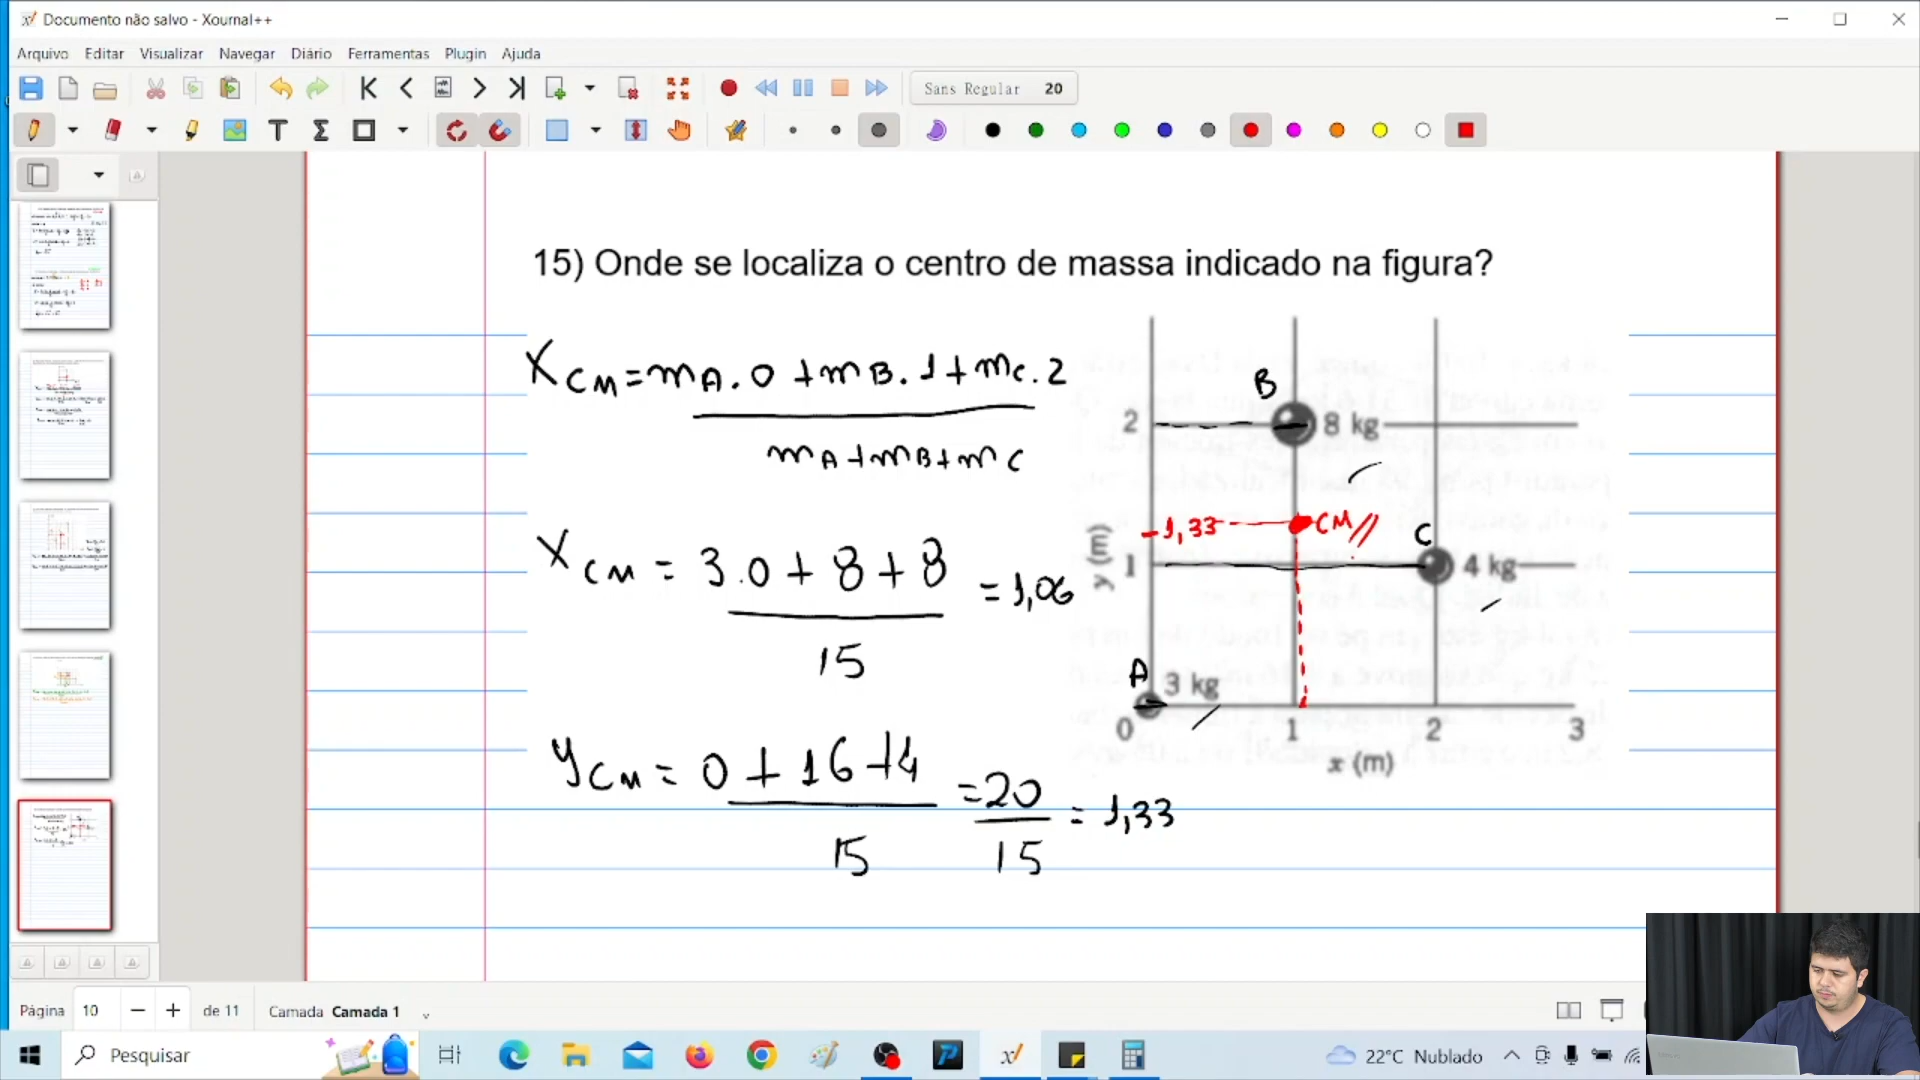 Documento não salvo - Xournal++
Arquivo Editar Visualizar Navegar Diário Ferramentas Plugin Ajuda
Sans Regular 20
15) Onde se localiza o centro de massa indicado na figura?
XCM = mA.0 + mB.1 + mC.2
mA + mB + mC
XCM = 3.0 + 8 + 8 = 1,06
15
YCM = 0 + 16 + 4 = 20 = 1,33
15 15
B
2 8 kg
-1,33 CM
C
y (m)
1 4 kg
A
3 kg
0 1 2 3
x (m)
Página 10 de 11 Camada Camada 1
Pesquisar
22°C Nublado